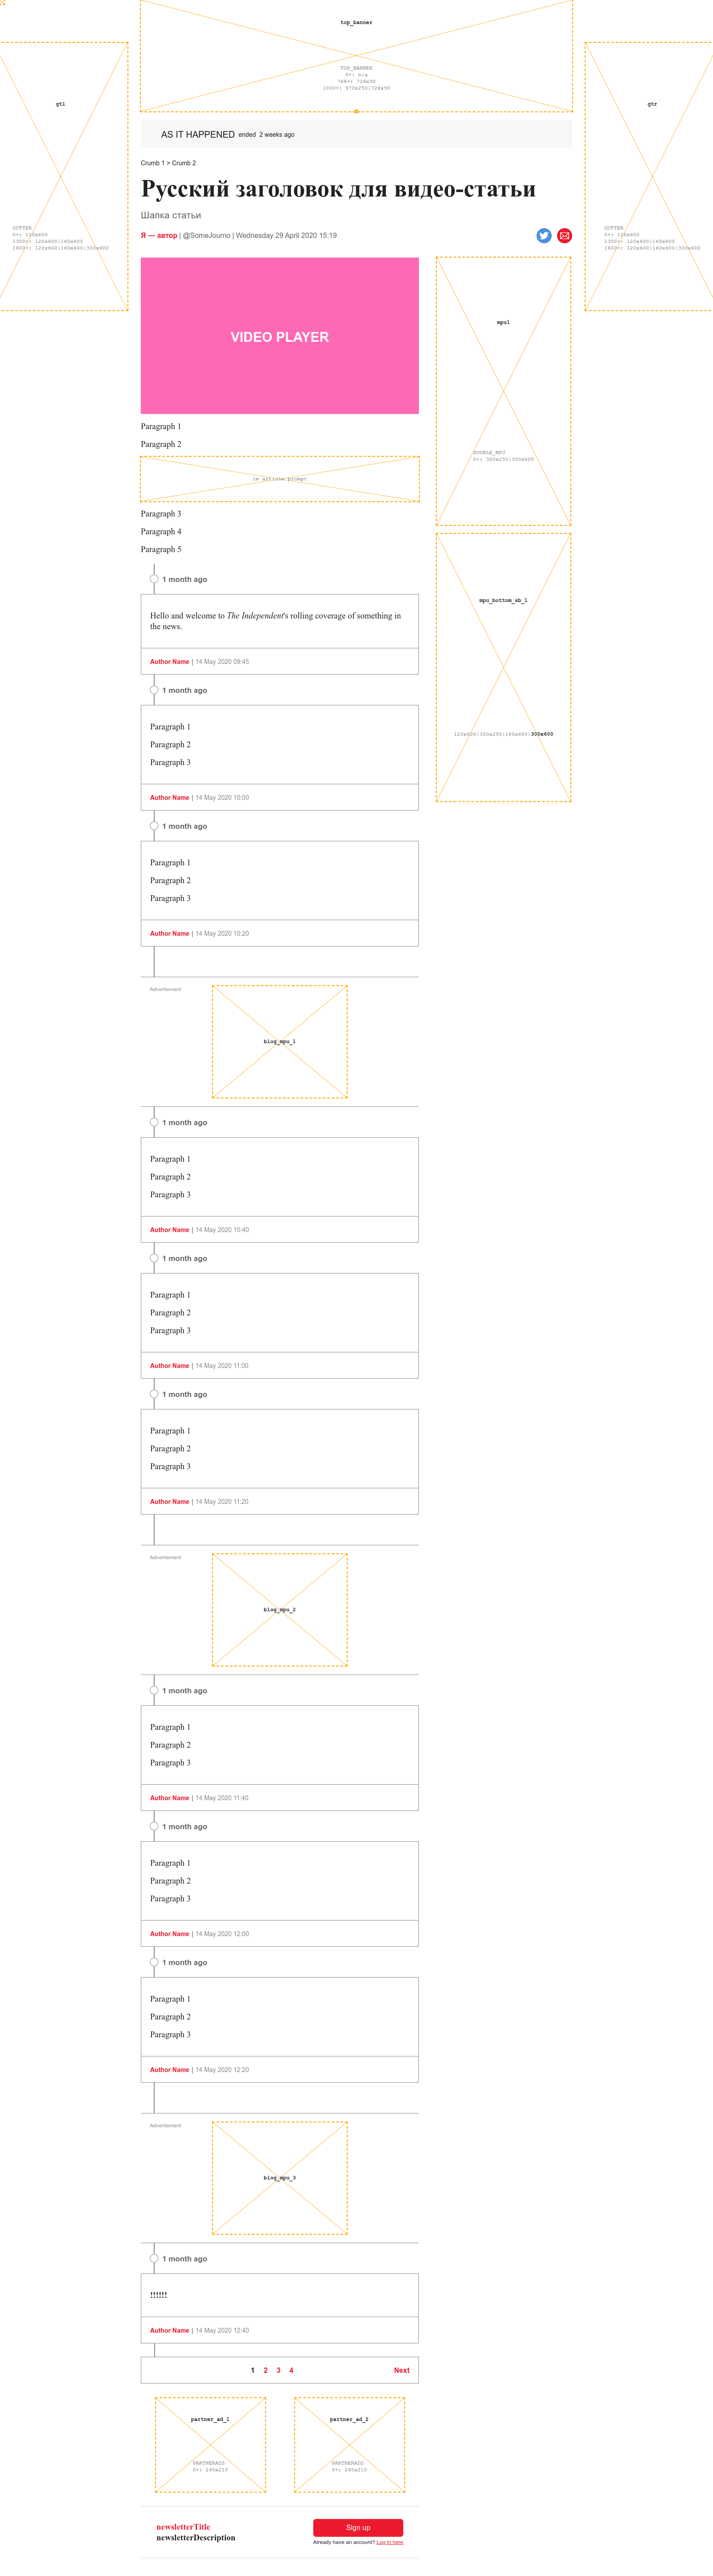 top_banner
TOP_BANNER
0+: n/a
768+: 728x90
1000+: 970x250|728x90
gtl
GUTTER
0+: 120x600
1300+: 120x600|160x600
1600+: 120x600|160x600|300x600
gtr
GUTTER
0+: 120x600
1300+: 120x600|160x600
1600+: 120x600|160x600|300x600
AS IT HAPPENED ended 2 weeks ago
Crumb 1 > Crumb 2
Русский заголовок для видео-статьи
Шапка статьи
Я — автор | @SomeJourno | Wednesday 29 April 2020 15:19
VIDEO PLAYER
mpu1
DOUBLE_MPU
0+: 300x250|300x600
Paragraph 1
Paragraph 2
in article prompt
Paragraph 3
Paragraph 4
Paragraph 5
mpu_bottom_ab_1
120x600|300x250|160x600|300x600
1 month ago
Hello and welcome to The Independent's rolling coverage of something in
the news.
Author Name | 14 May 2020 09:45
1 month ago
Paragraph 1
Paragraph 2
Paragraph 3
Author Name | 14 May 2020 10:00
1 month ago
Paragraph 1
Paragraph 2
Paragraph 3
Author Name | 14 May 2020 10:20
Advertisement
blog_mpu_1
1 month ago
Paragraph 1
Paragraph 2
Paragraph 3
Author Name | 14 May 2020 10:40
1 month ago
Paragraph 1
Paragraph 2
Paragraph 3
Author Name | 14 May 2020 11:00
1 month ago
Paragraph 1
Paragraph 2
Paragraph 3
Author Name | 14 May 2020 11:20
Advertisement
blog_mpu_2
1 month ago
Paragraph 1
Paragraph 2
Paragraph 3
Author Name | 14 May 2020 11:40
1 month ago
Paragraph 1
Paragraph 2
Paragraph 3
Author Name | 14 May 2020 12:00
1 month ago
Paragraph 1
Paragraph 2
Paragraph 3
Author Name | 14 May 2020 12:20
Advertisement
blog_mpu_3
1 month ago
!!!!!!
Author Name | 14 May 2020 12:40
1 2 3 4 Next
partner_ad_1
PARTNERADS
0+: 245x210
partner_ad_2
PARTNERADS
0+: 245x210
newsletterTitle
newsletterDescription
Sign up
Already have an account? Log in here